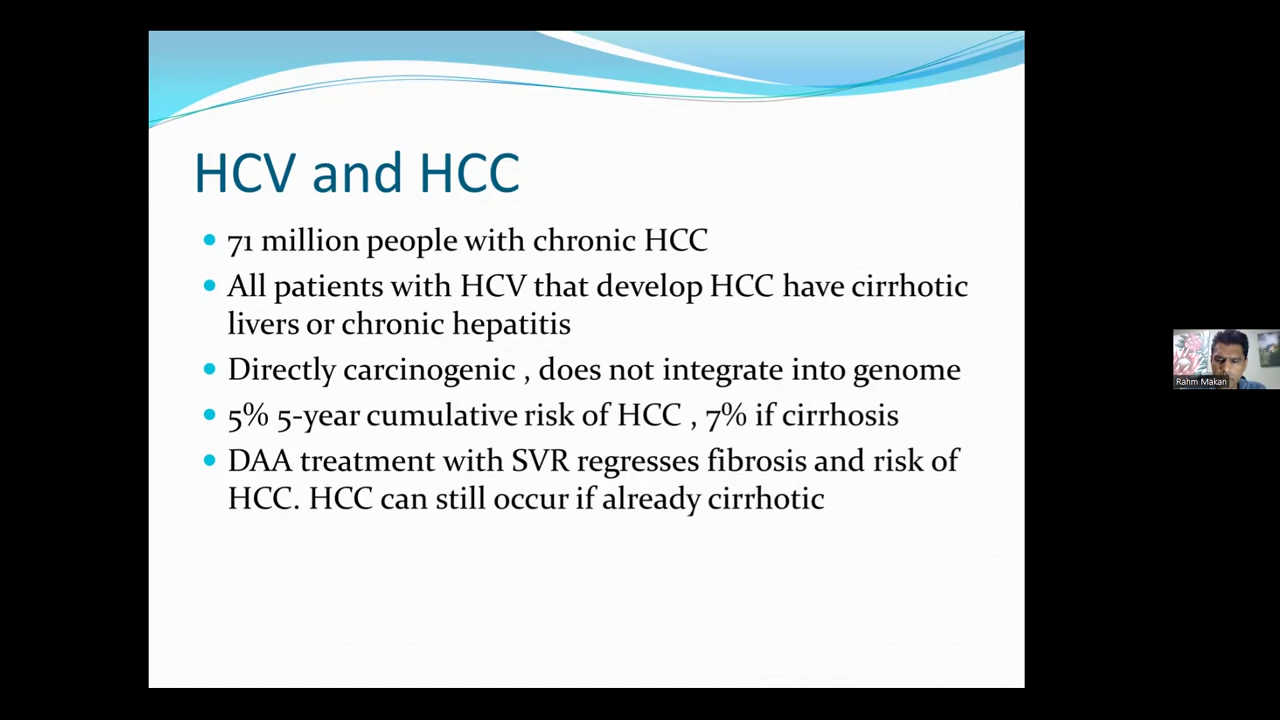 HCV and HCC
71 million people with chronic HCC
All patients with HCV that develop HCC have cirrhotic
livers or chronic hepatitis
Directly carcinogenic , does not integrate into genome
5% 5-year cumulative risk of HCC , 7% if cirrhosis
DAA treatment with SVR regresses fibrosis and risk of
HCC. HCC can still occur if already cirrhotic
Rahm Makan